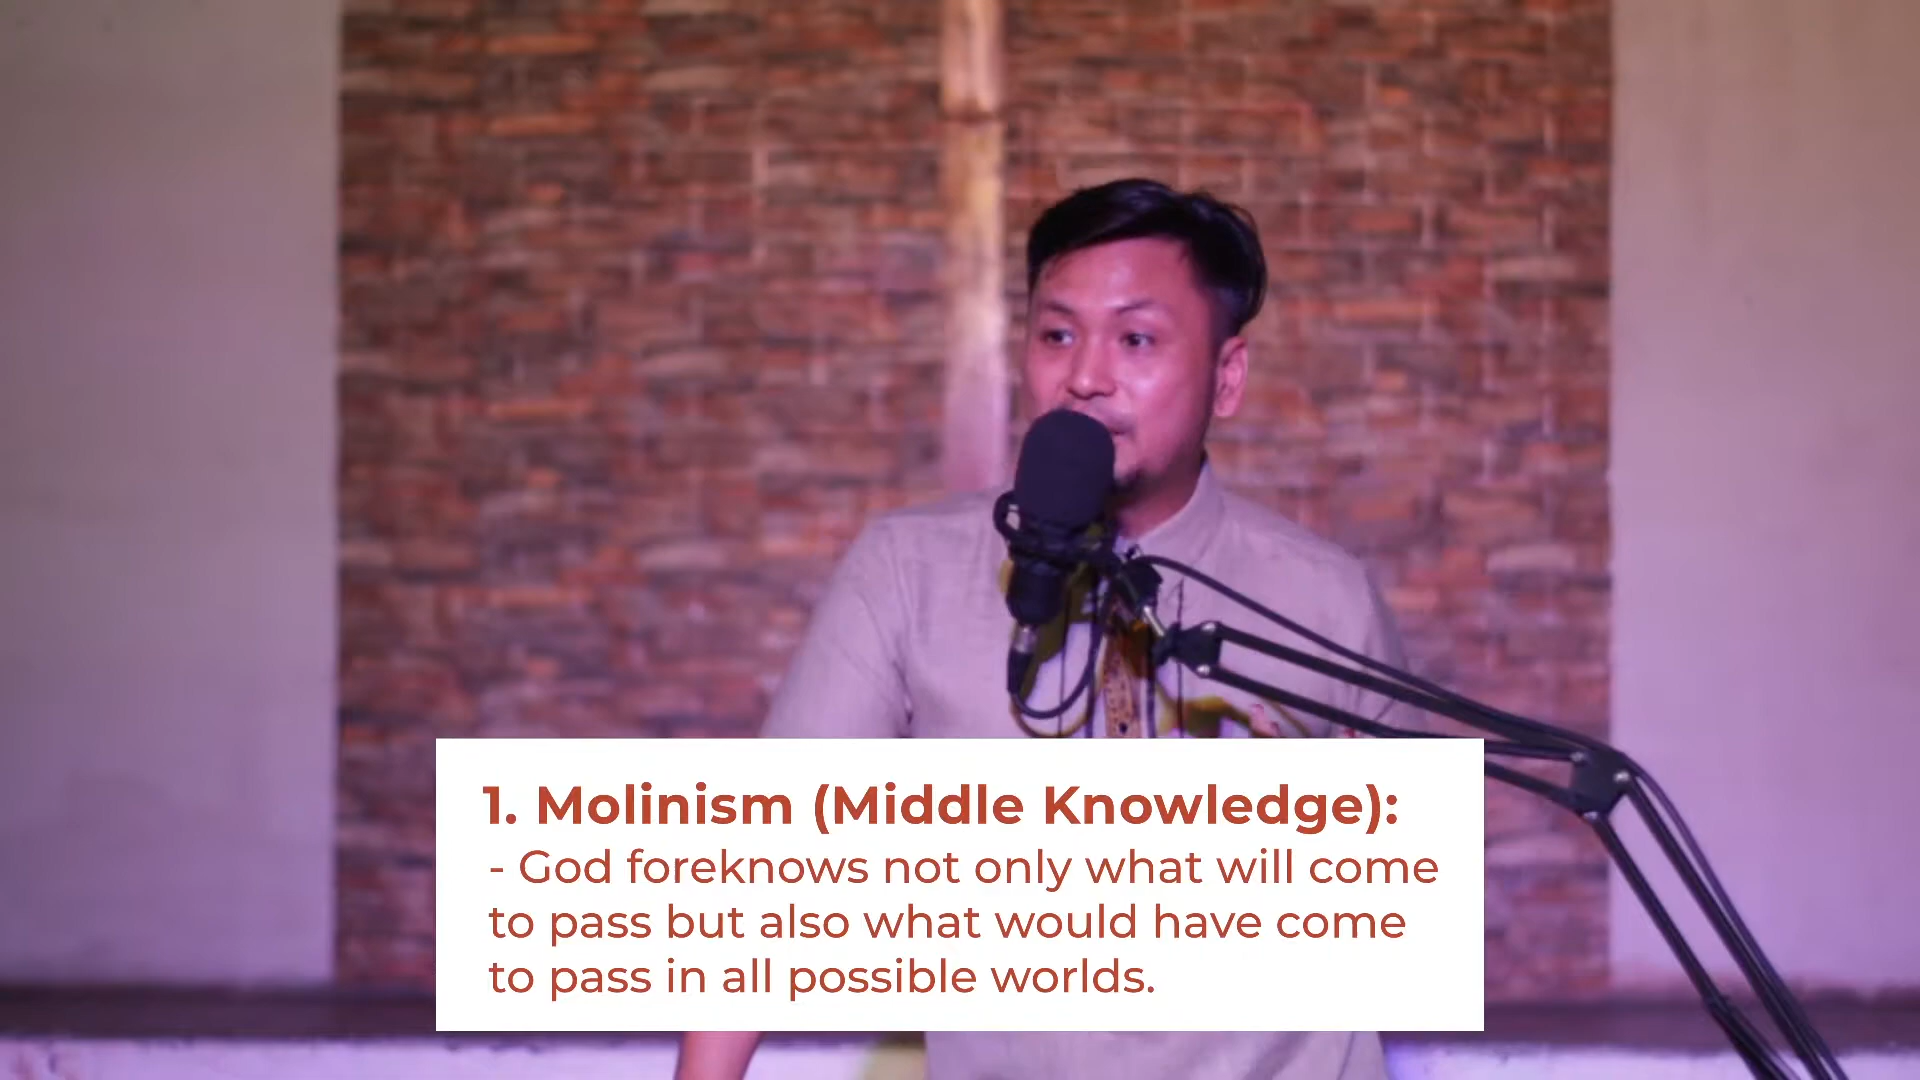 1. Molinism (Middle Knowledge):
- God foreknows not only what will come
to pass but also what would have come
to pass in all possible worlds.